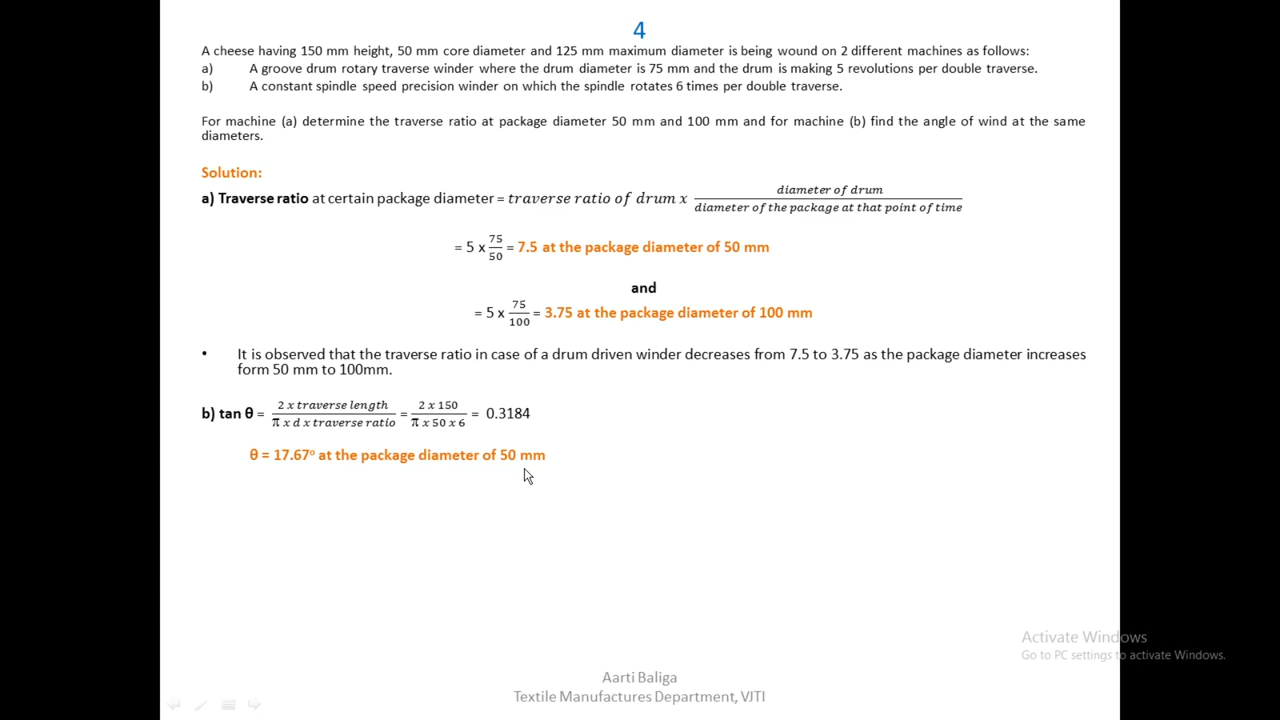 4
A cheese having 150 mm height, 50 mm core diameter and 125 mm maximum diameter is being wound on 2 different machines as follows:
a) A groove drum rotary traverse winder where the drum diameter is 75 mm and the drum is making 5 revolutions per double traverse.
b) A constant spindle speed precision winder on which the spindle rotates 6 times per double traverse.
For machine (a) determine the traverse ratio at package diameter 50 mm and 100 mm and for machine (b) find the angle of wind at the same
diameters.
Solution:
a) Traverse ratio at certain package diameter = traverse ratio of drum x diameter of drum / diameter of the package at that point of time
= 5 x 75/50 = 7.5 at the package diameter of 50 mm
and
= 5 x 75/100 = 3.75 at the package diameter of 100 mm
• It is observed that the traverse ratio in case of a drum driven winder decreases from 7.5 to 3.75 as the package diameter increases
form 50 mm to 100mm.
b) tan θ = 2 x traverse length / π x d x traverse ratio = 2 x 150 / π x 50 x 6 = 0.3184
θ = 17.67° at the package diameter of 50 mm
Activate Windows
Go to PC settings to activate Windows.
Aarti Baliga
Textile Manufactures Department, VJTI